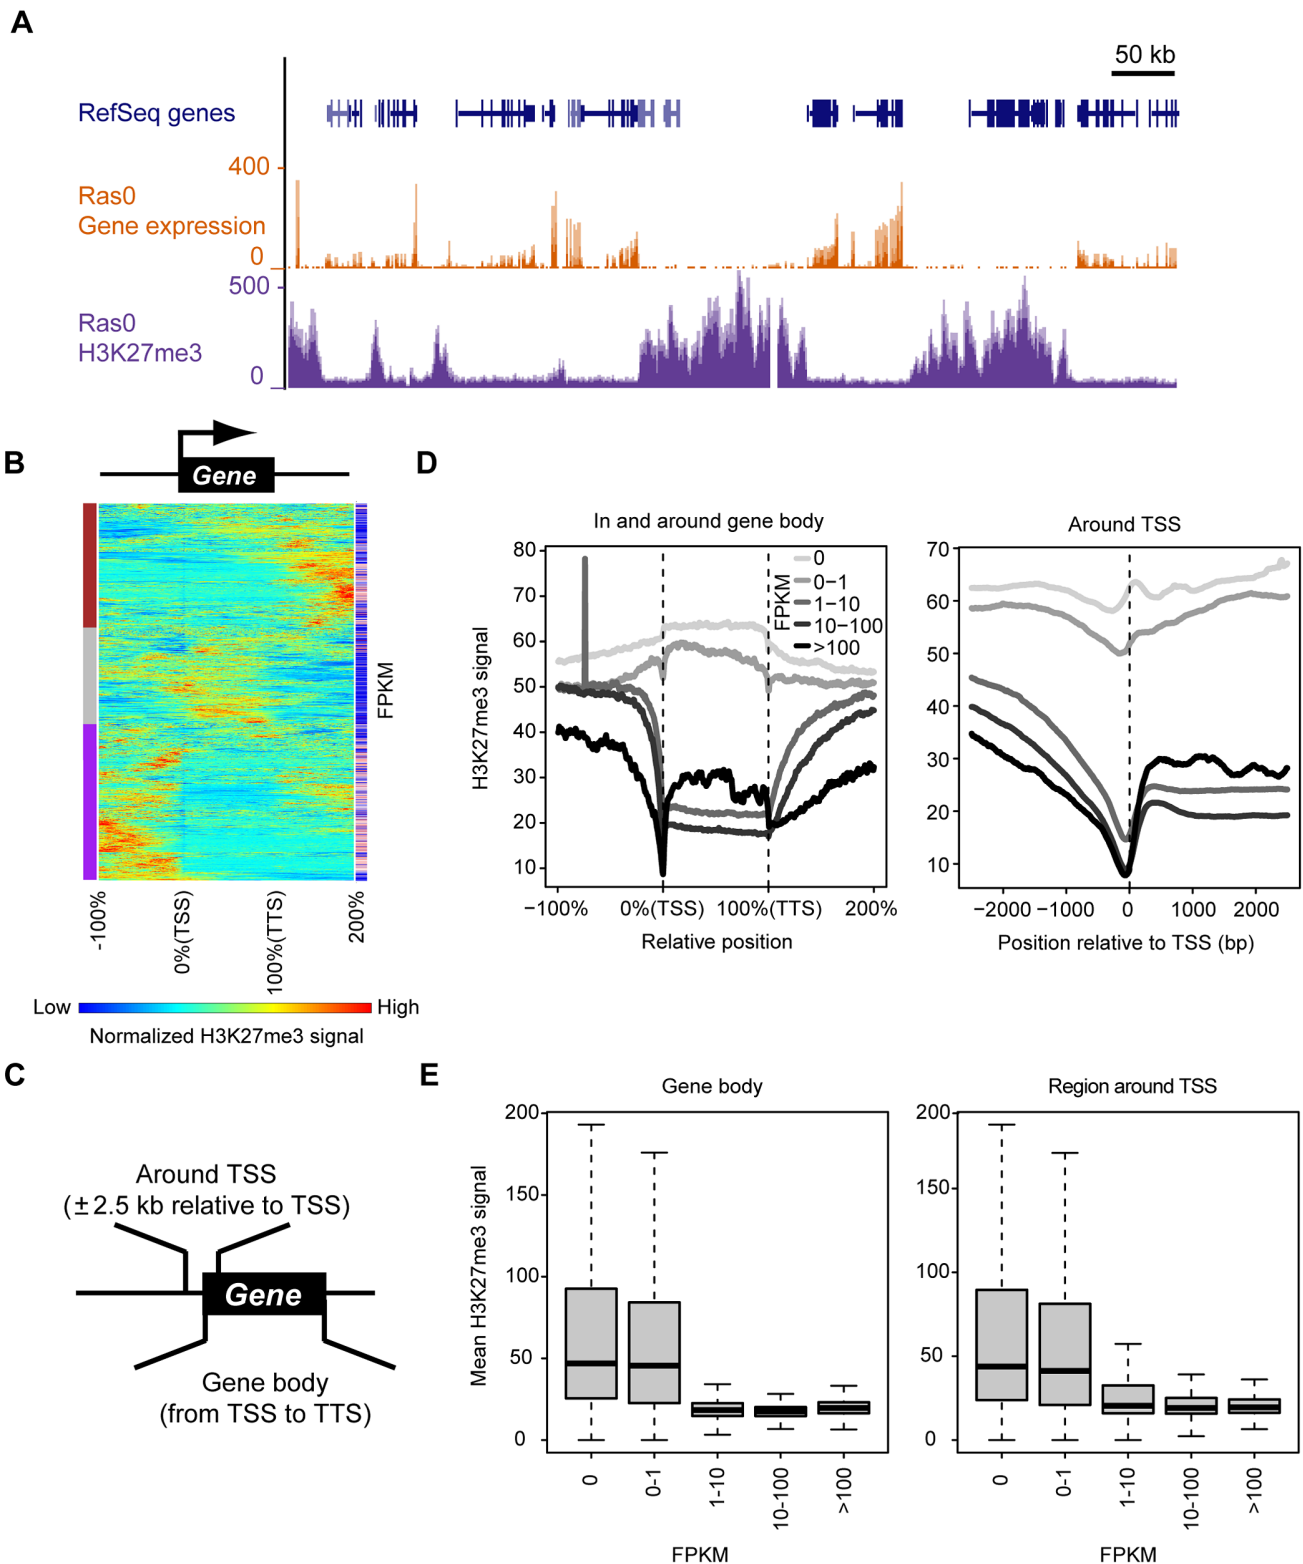 A
50 kb
RefSeq genes
400
Ras0
Gene expression
0
500
Ras0
H3K27me3
0
B
Gene
FPKM
-100%
0%(TSS)
100%(TTS)
200%
Low
High
Normalized H3K27me3 signal
C
Around TSS
(±2.5 kb relative to TSS)
Gene
Gene body
(from TSS to TTS)
D
In and around gene body
80
70
60
50
40
30
20
10
H3K27me3 signal
FPKM
0
0−1
1−10
10−100
>100
−100%
0%(TSS)
100%(TTS)
200%
Relative position
Around TSS
70
60
50
40
30
20
10
−2000
−1000
0
1000
2000
Position relative to TSS (bp)
E
Gene body
200
150
100
50
0
Mean H3K27me3 signal
0
0-1
1-10
10-100
>100
FPKM
Region around TSS
200
150
100
50
0
0
0-1
1-10
10-100
>100
FPKM